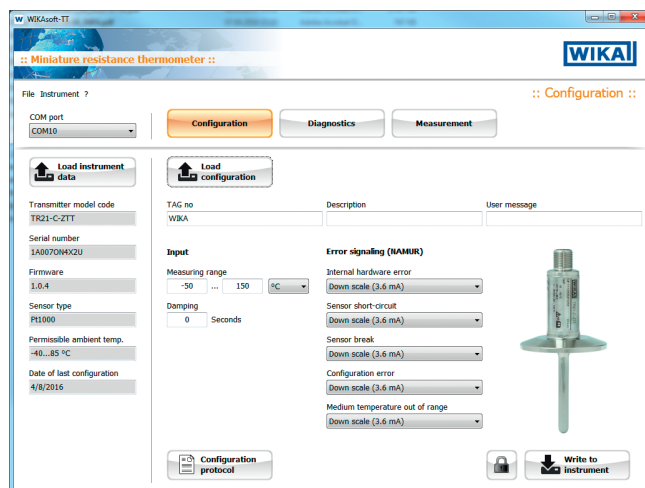 WIKAsoft-TT
:: Miniature resistance thermometer ::
WIKA
File Instrument ?
:: Configuration ::
COM port
COM10
Configuration
Diagnostics
Measurement
Load instrument
data
Load
configuration
Transmitter model code
TR21-C-ZTT
TAG no
Description
User message
WIKA
Serial number
1A007ON4X2U
Input
Error signaling (NAMUR)
Firmware
1.0.4
Measuring range
-50 ... 150 °C
Internal hardware error
Down scale (3.6 mA)
Sensor type
Pt1000
Damping
0 Seconds
Sensor short-circuit
Down scale (3.6 mA)
Permissible ambient temp.
-40...85 °C
Sensor break
Down scale (3.6 mA)
Date of last configuration
4/8/2016
Configuration error
Down scale (3.6 mA)
Medium temperature out of range
Down scale (3.6 mA)
Configuration
protocol
Write to
instrument